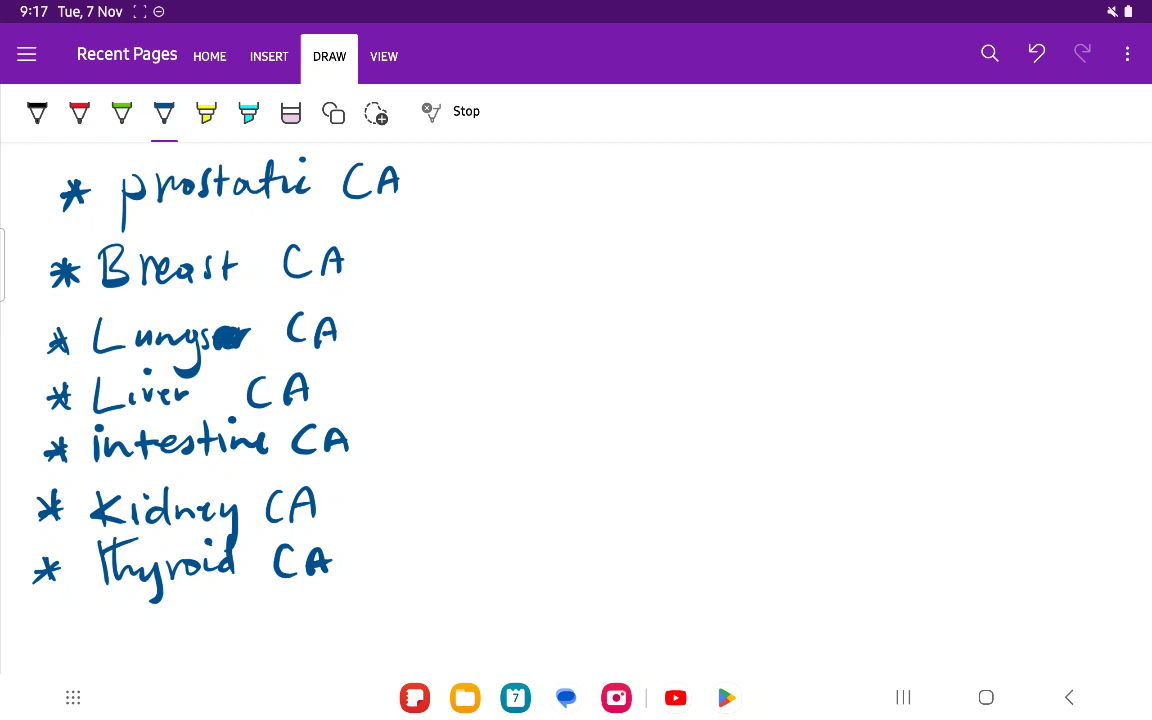 9:17 Tue, 7 Nov
Recent Pages HOME INSERT DRAW VIEW
Stop
* prostatic CA
* Breast CA
* Lungs CA
* Liver CA
* intestine CA
* Kidney CA
* thyroid CA
7